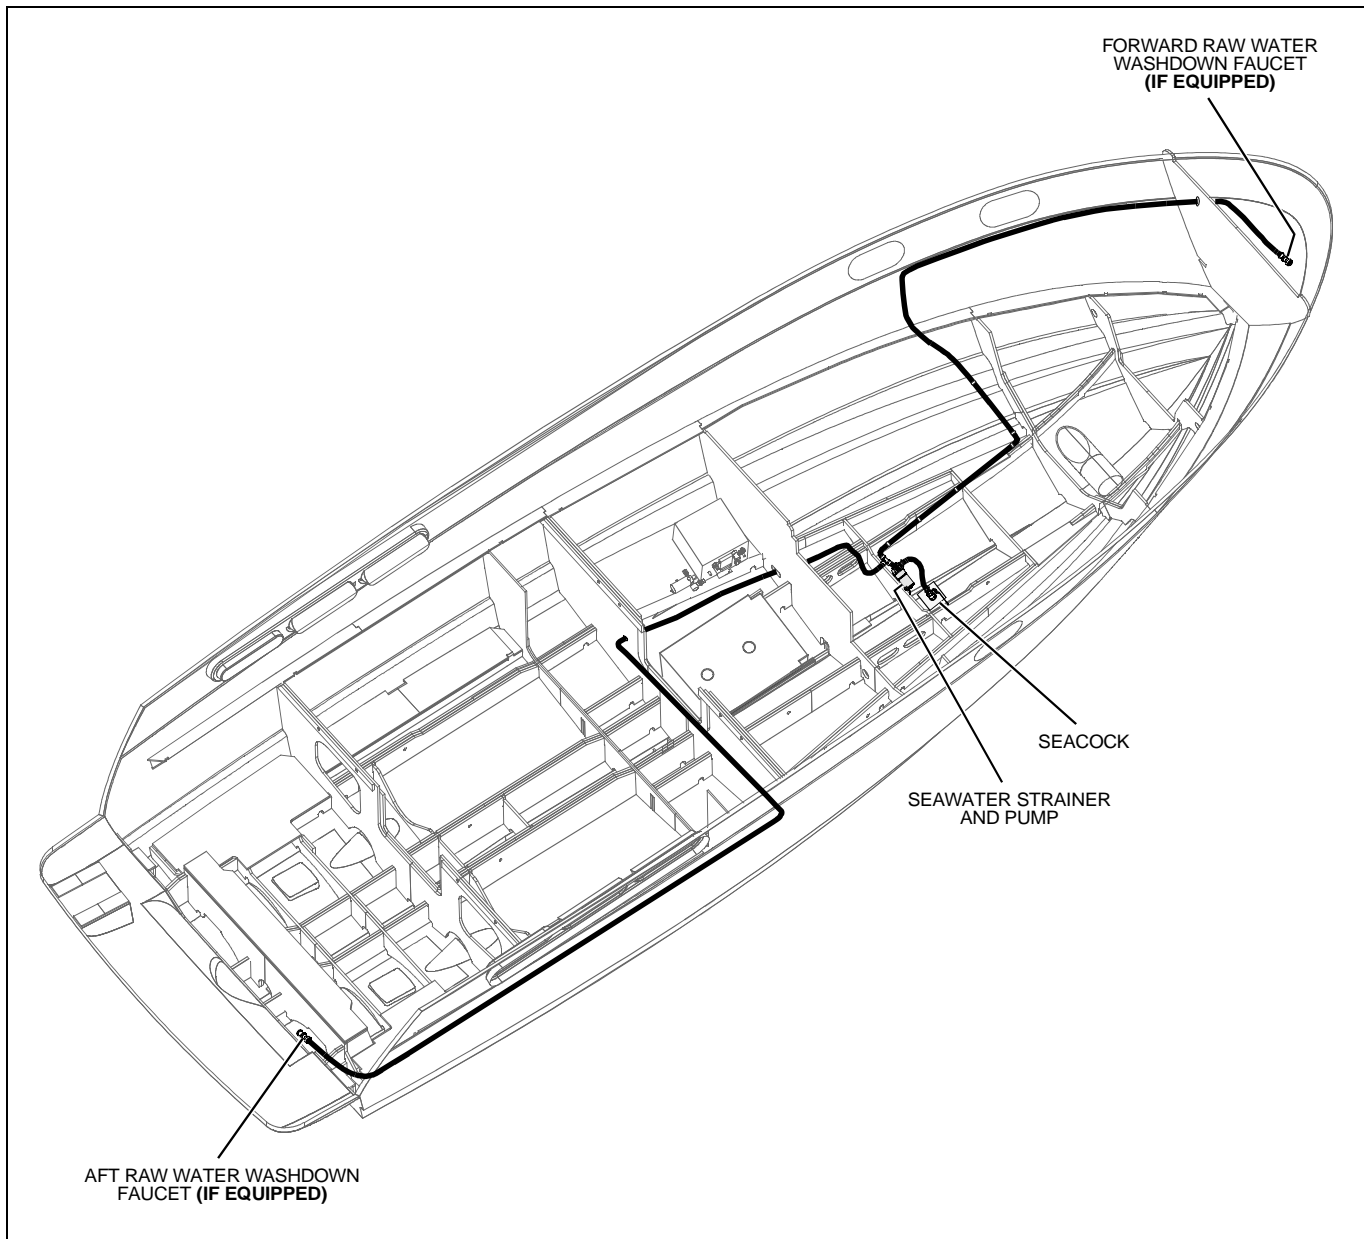 FORWARD RAW WATER
WASHDOWN FAUCET
(IF EQUIPPED)
SEACOCK
SEAWATER STRAINER
AND PUMP
AFT RAW WATER WASHDOWN
FAUCET (IF EQUIPPED)